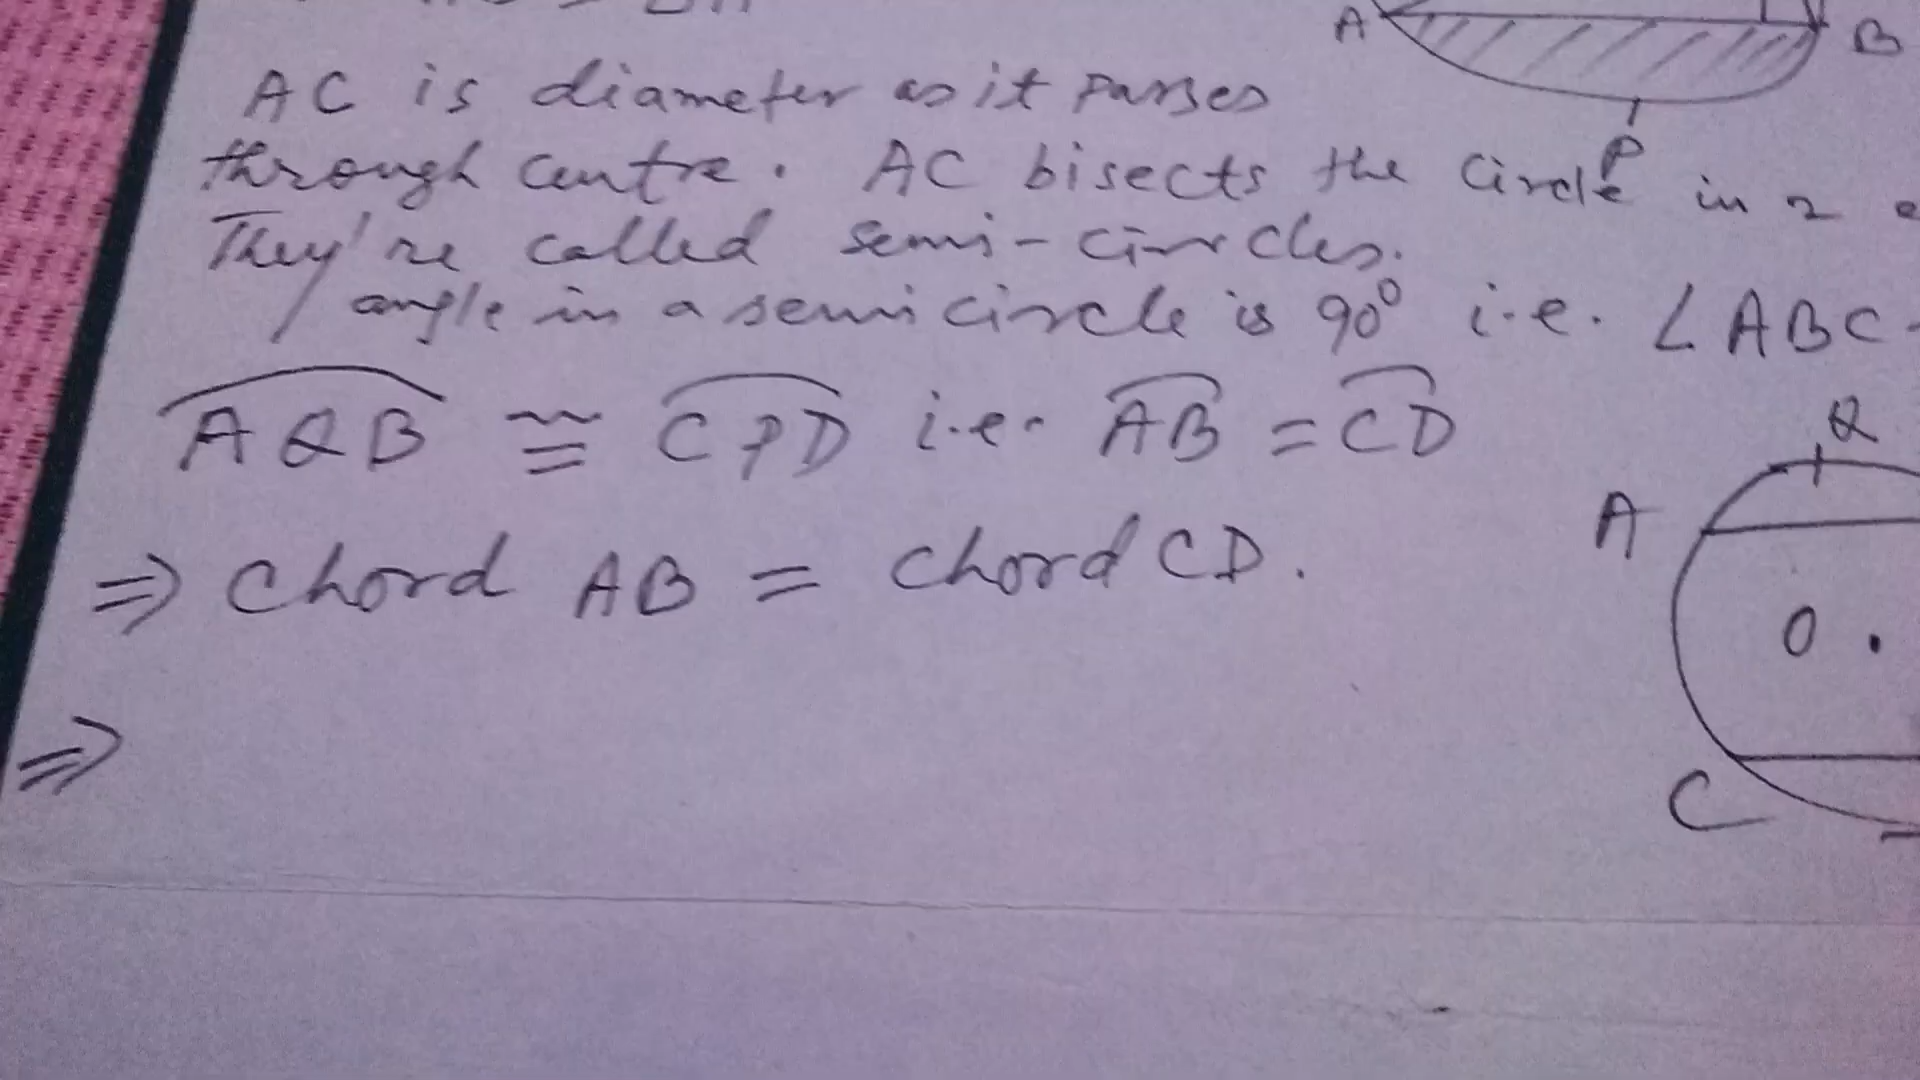 A B
AC is diameter as it passes
P
through centre. AC bisects the circle in 2
They're called semi-circles.
angle in a semicircle is 90° i.e. ∠ABC
AQB ≅ CPD i.e. AB = CD
Q
A
⇒ Chord AB = chord CD.
O
⇒
C